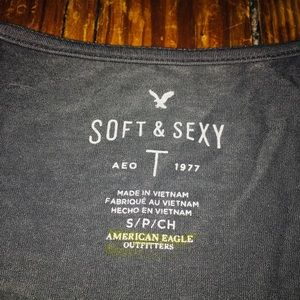 SOFT & SEXY
AEO T 1977
MADE IN VIETNAM
FABRIQUÉ AU VIETNAM
HECHO EN VIETNAM
S/P/CH
AMERICAN EAGLE
OUTFITTERS